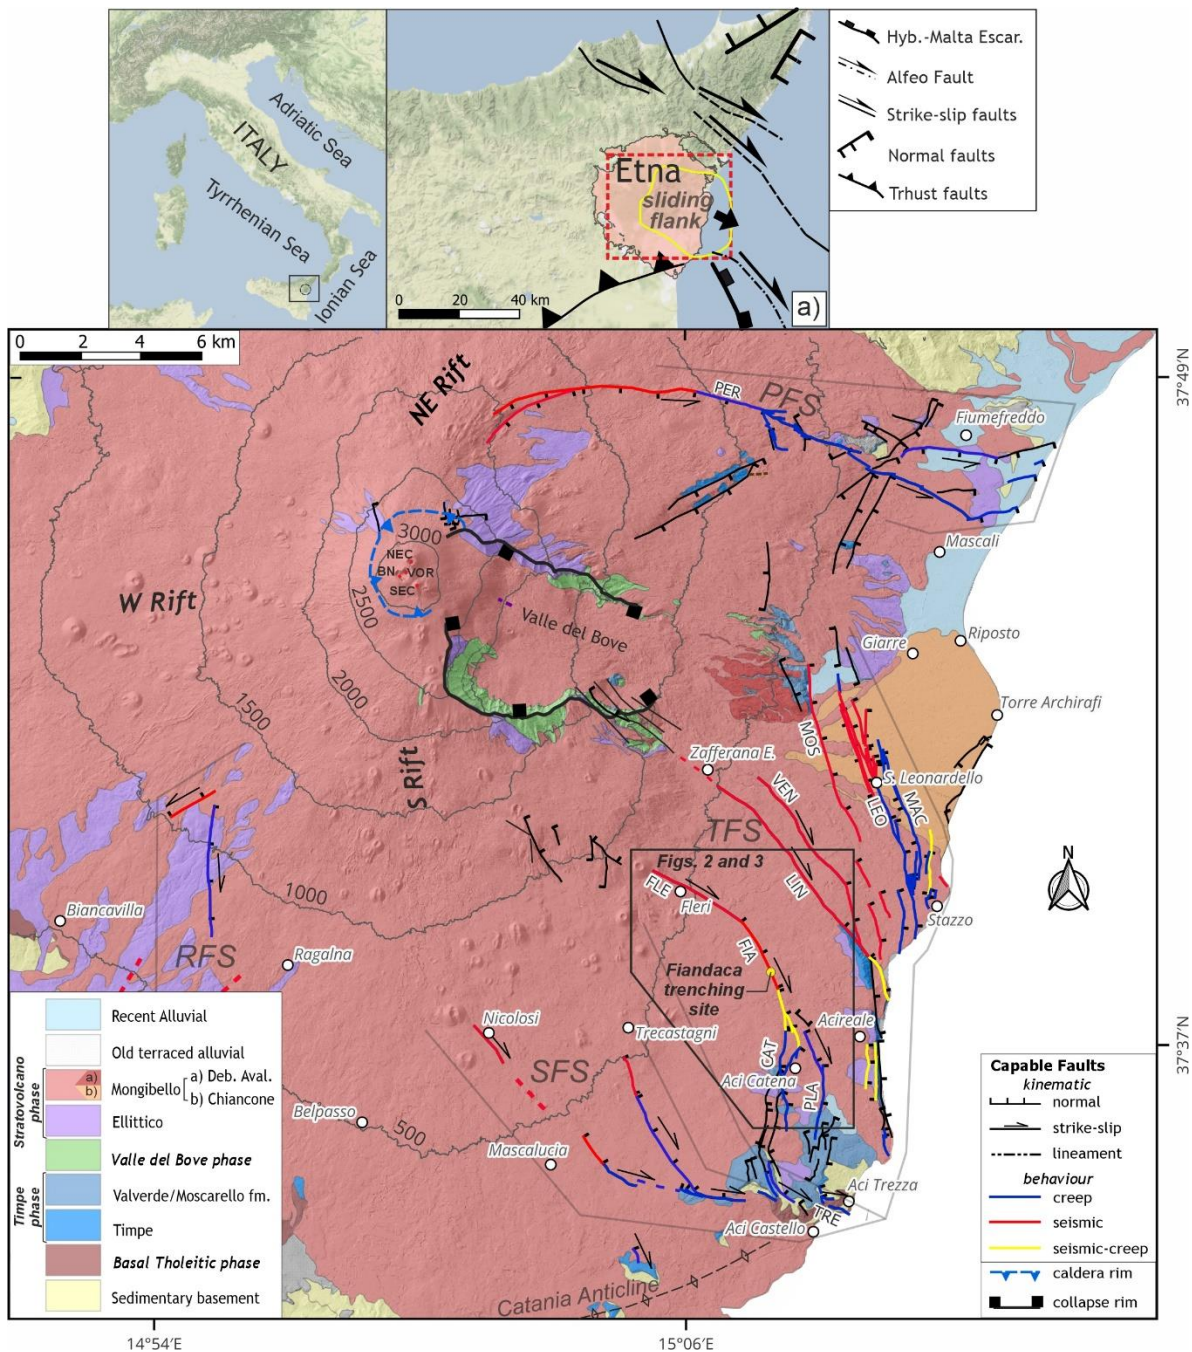 ITALY
Adriatic Sea
Tyrrhenian Sea
Ionian Sea
Etna
sliding
flank
0 20 40 km
a)
Hyb.-Malta Escar.
Alfeo Fault
Strike-slip faults
Normal faults
Trhust faults
0 2 4 6 km
37°49'N
37°37'N
14°54'E
15°06'E
NE Rift
PER
PFS
Fiumefreddo
Mascali
3000
NEC
BN VOR
SEC
2500
W Rift
Valle del Bove
2000
1500
Giarre
Riposto
Torre Archirafi
MOS
Zafferana E.
S. Leonardello
S Rift
VEN
LEO
MAC
TFS
LIN
Figs. 2 and 3
1000
FLE
Fleri
N
Biancavilla
Stazzo
RFS
Ragalna
FIA
Fiandaca
trenching
site
Nicolosi
Trecastagni
Acireale
CAT
Aci Catena
SFS
PLA
Belpasso
500
Mascalucia
Aci Trezza
TRE
Aci Castello
Catania Anticline
Recent Alluvial
Old terraced alluvial
Stratovolcano
phase
a)
b)
Mongibello
a) Deb. Aval.
b) Chiancone
Ellittico
Valle del Bove phase
Timpe
phase
Valverde/Moscarello fm.
Timpe
Basal Tholeitic phase
Sedimentary basement
Capable Faults
kinematic
normal
strike-slip
lineament
behaviour
creep
seismic
seismic-creep
caldera rim
collapse rim